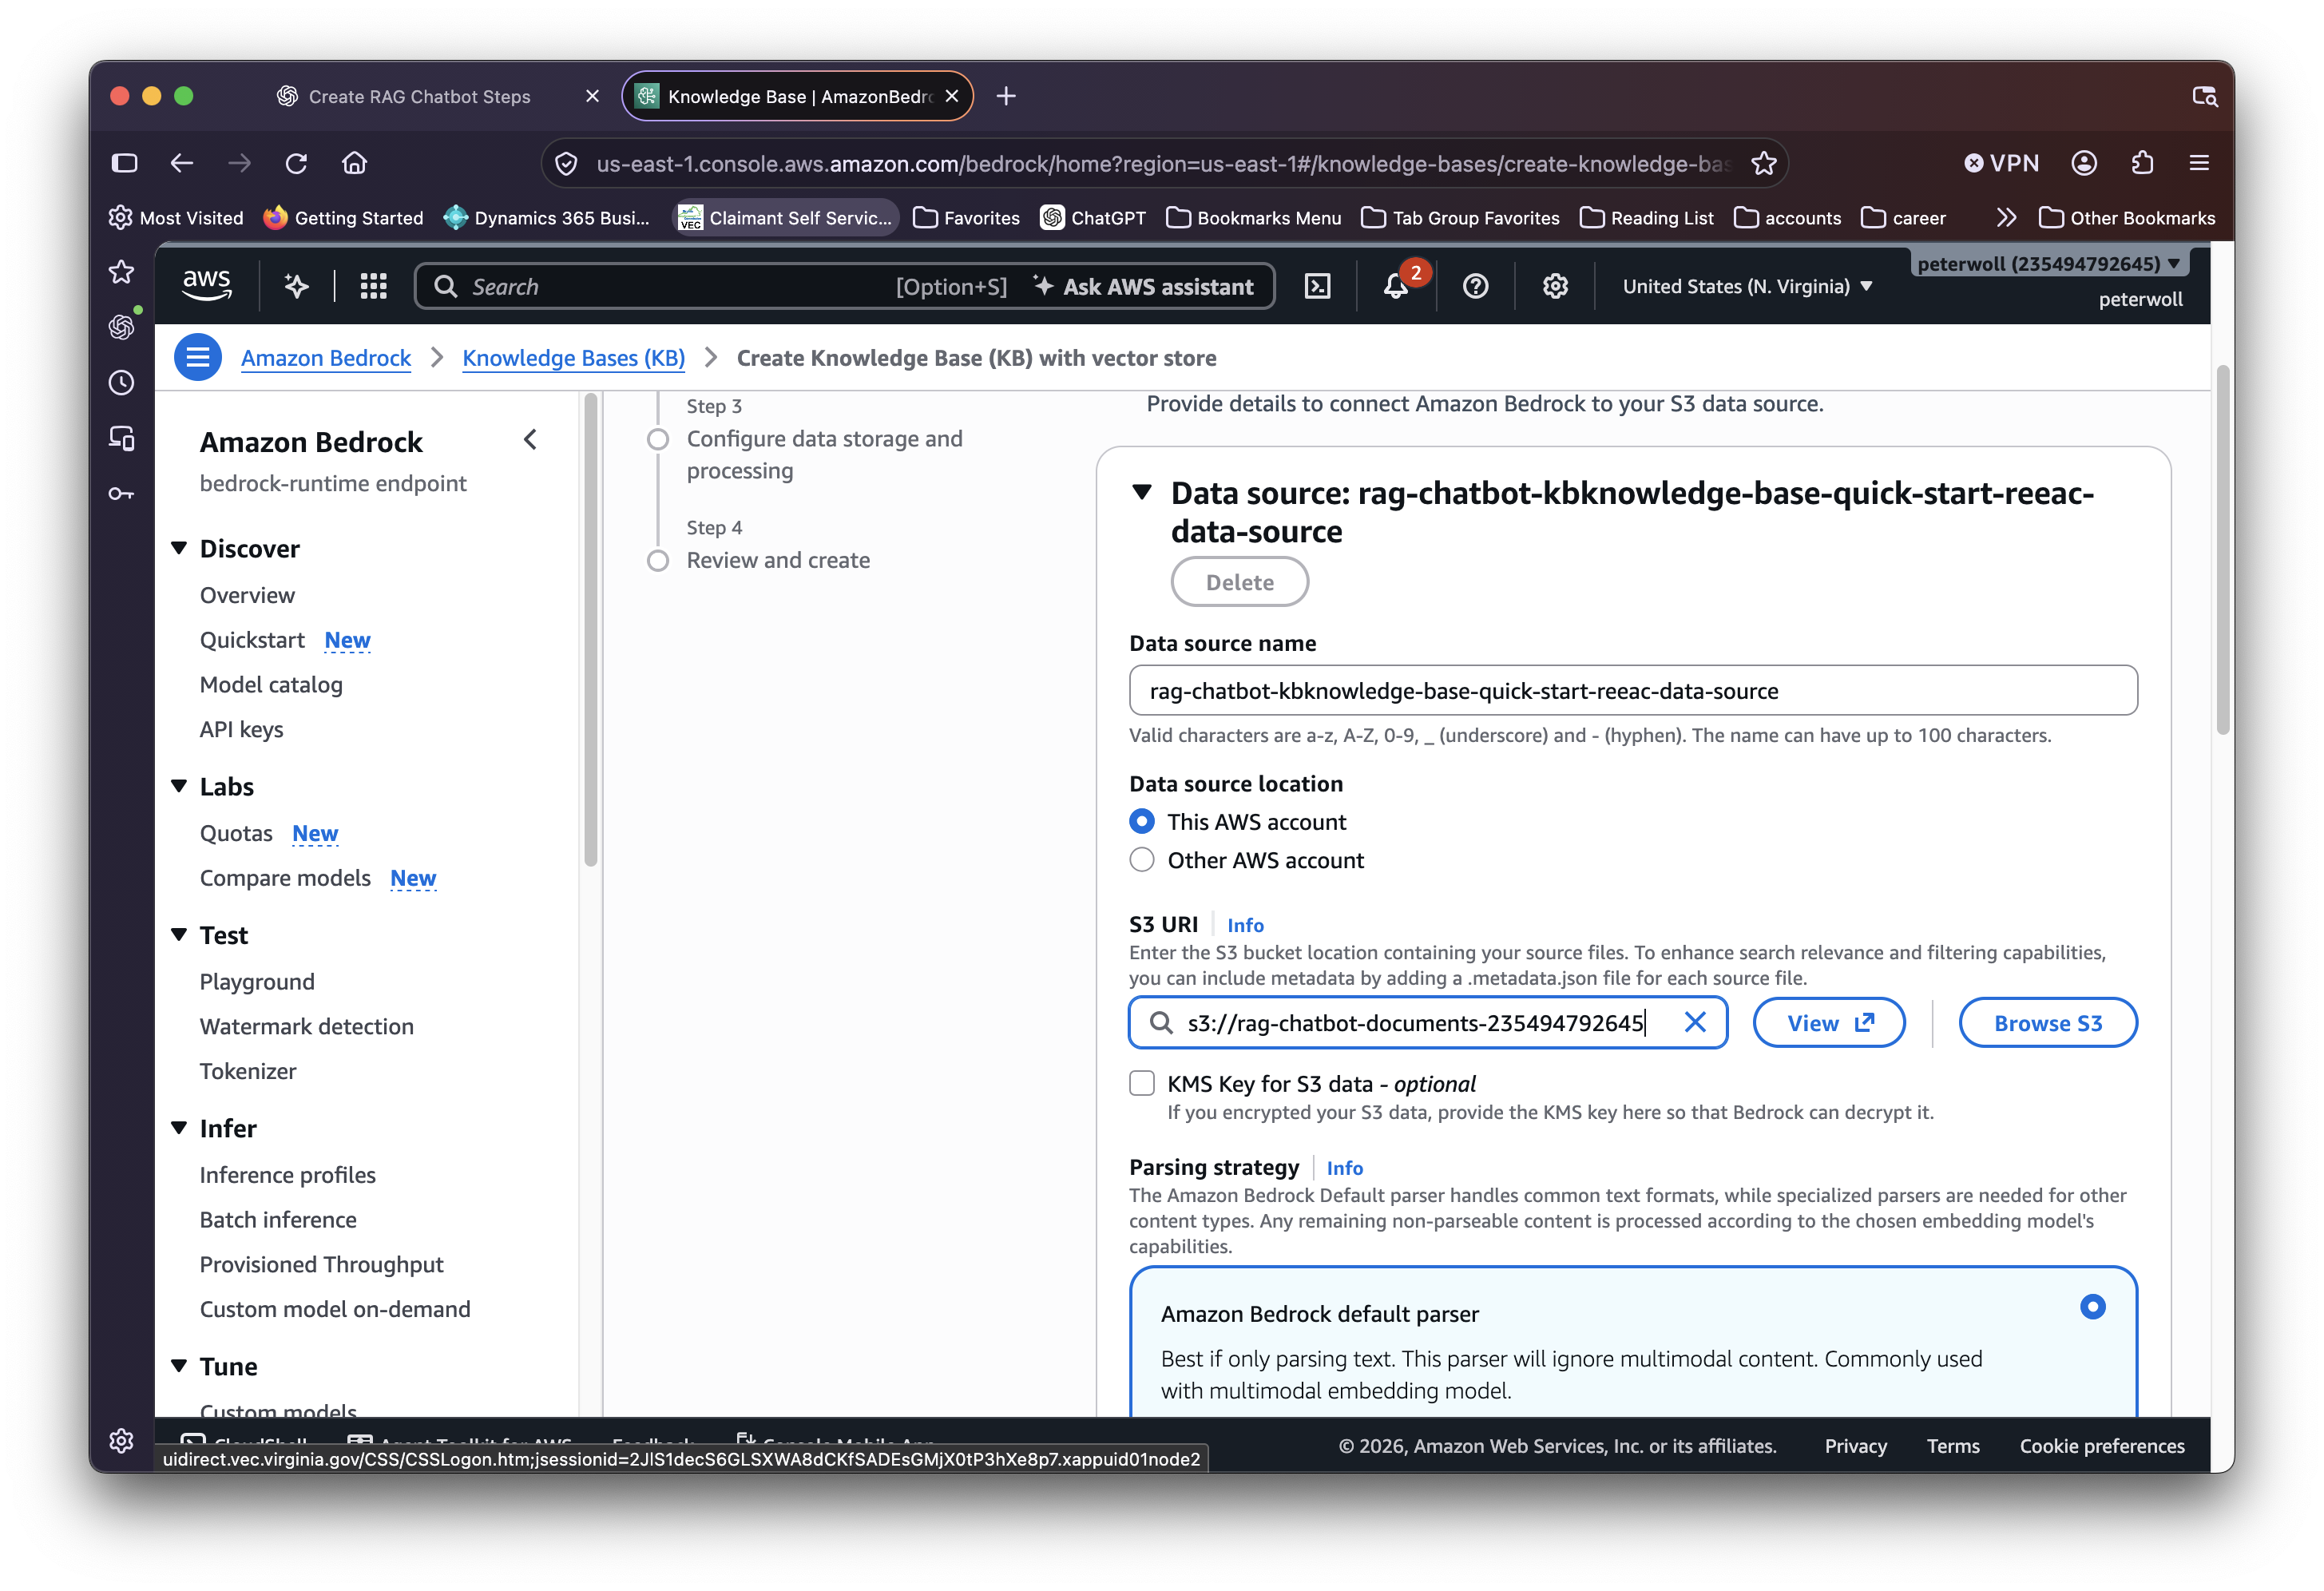 Create RAG Chatbot Steps
Knowledge Base | AmazonBedro
us-east-1.console.aws.amazon.com/bedrock/home?region=us-east-1#/knowledge-bases/create-knowledge-bas
VPN
Most Visited
Getting Started
Dynamics 365 Busi...
VEC
Claimant Self Servic...
Favorites
ChatGPT
Bookmarks Menu
Tab Group Favorites
Reading List
accounts
career
Other Bookmarks
aws
Search
[Option+S]
Ask AWS assistant
2
United States (N. Virginia)
peterwoll (235494792645)
peterwoll
Amazon Bedrock
Knowledge Bases (KB)
Create Knowledge Base (KB) with vector store
Amazon Bedrock
bedrock-runtime endpoint
Discover
Overview
Quickstart New
Model catalog
API keys
Labs
Quotas New
Compare models New
Test
Playground
Watermark detection
Tokenizer
Infer
Inference profiles
Batch inference
Provisioned Throughput
Custom model on-demand
Tune
Custom models
Step 3
Configure data storage and
processing
Step 4
Review and create
Provide details to connect Amazon Bedrock to your S3 data source.
Data source: rag-chatbot-kbknowledge-base-quick-start-reeac-
data-source
Delete
Data source name
rag-chatbot-kbknowledge-base-quick-start-reeac-data-source
Valid characters are a-z, A-Z, 0-9, _ (underscore) and - (hyphen). The name can have up to 100 characters.
Data source location
This AWS account
Other AWS account
S3 URI
Info
Enter the S3 bucket location containing your source files. To enhance search relevance and filtering capabilities,
you can include metadata by adding a .metadata.json file for each source file.
s3://rag-chatbot-documents-235494792645
View
Browse S3
KMS Key for S3 data - optional
If you encrypted your S3 data, provide the KMS key here so that Bedrock can decrypt it.
Parsing strategy
Info
The Amazon Bedrock Default parser handles common text formats, while specialized parsers are needed for other
content types. Any remaining non-parseable content is processed according to the chosen embedding model's
capabilities.
Amazon Bedrock default parser
Best if only parsing text. This parser will ignore multimodal content. Commonly used
with multimodal embedding model.
CloudShell
Agent Toolkit for AWS
Feedback
Console Mobile App
© 2026, Amazon Web Services, Inc. or its affiliates.
Privacy
Terms
Cookie preferences